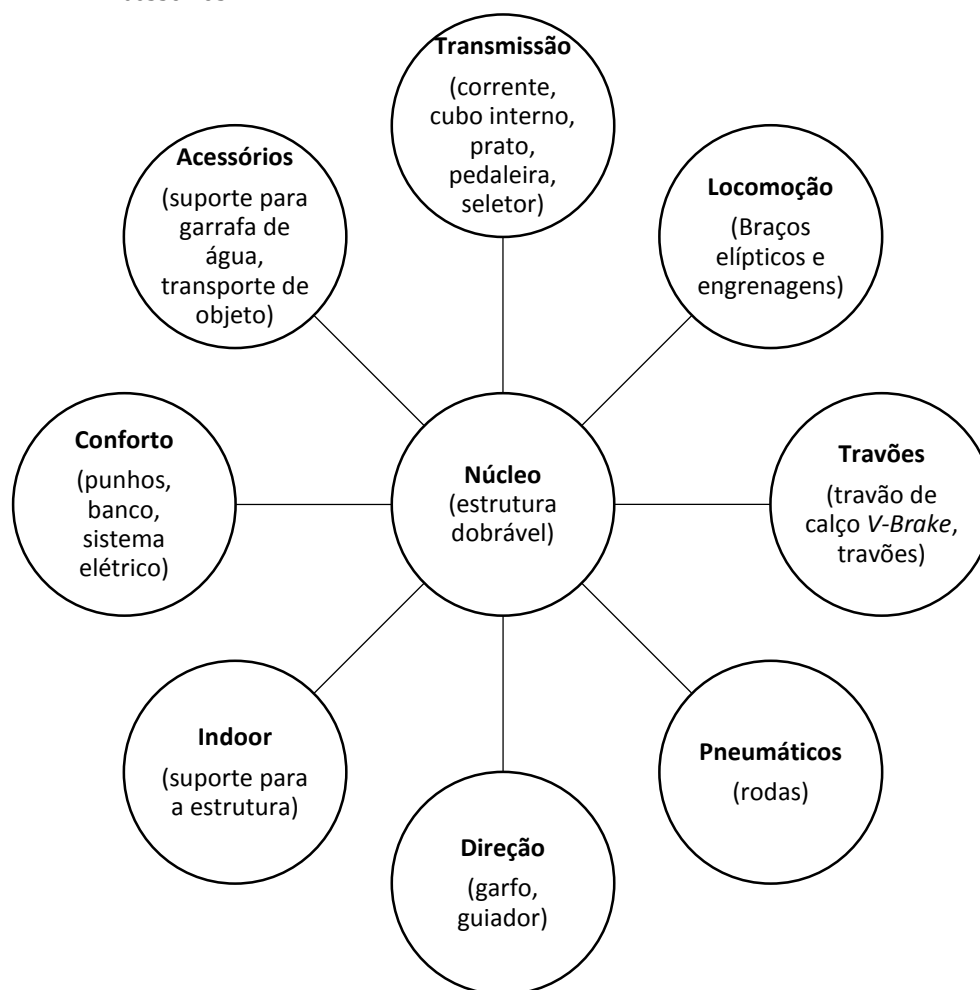 Transmissão
(corrente,
cubo interno,
prato,
pedaleira,
seletor)
Acessórios
(suporte para
garrafa de
água,
transporte de
objeto)
Locomoção
(Braços
elípticos e
engrenagens)
Conforto
(punhos,
banco,
sistema
elétrico)
Núcleo
(estrutura
dobrável)
Travões
(travão de
calço V-Brake,
travões)
Indoor
(suporte para
a estrutura)
Pneumáticos
(rodas)
Direção
(garfo,
guiador)